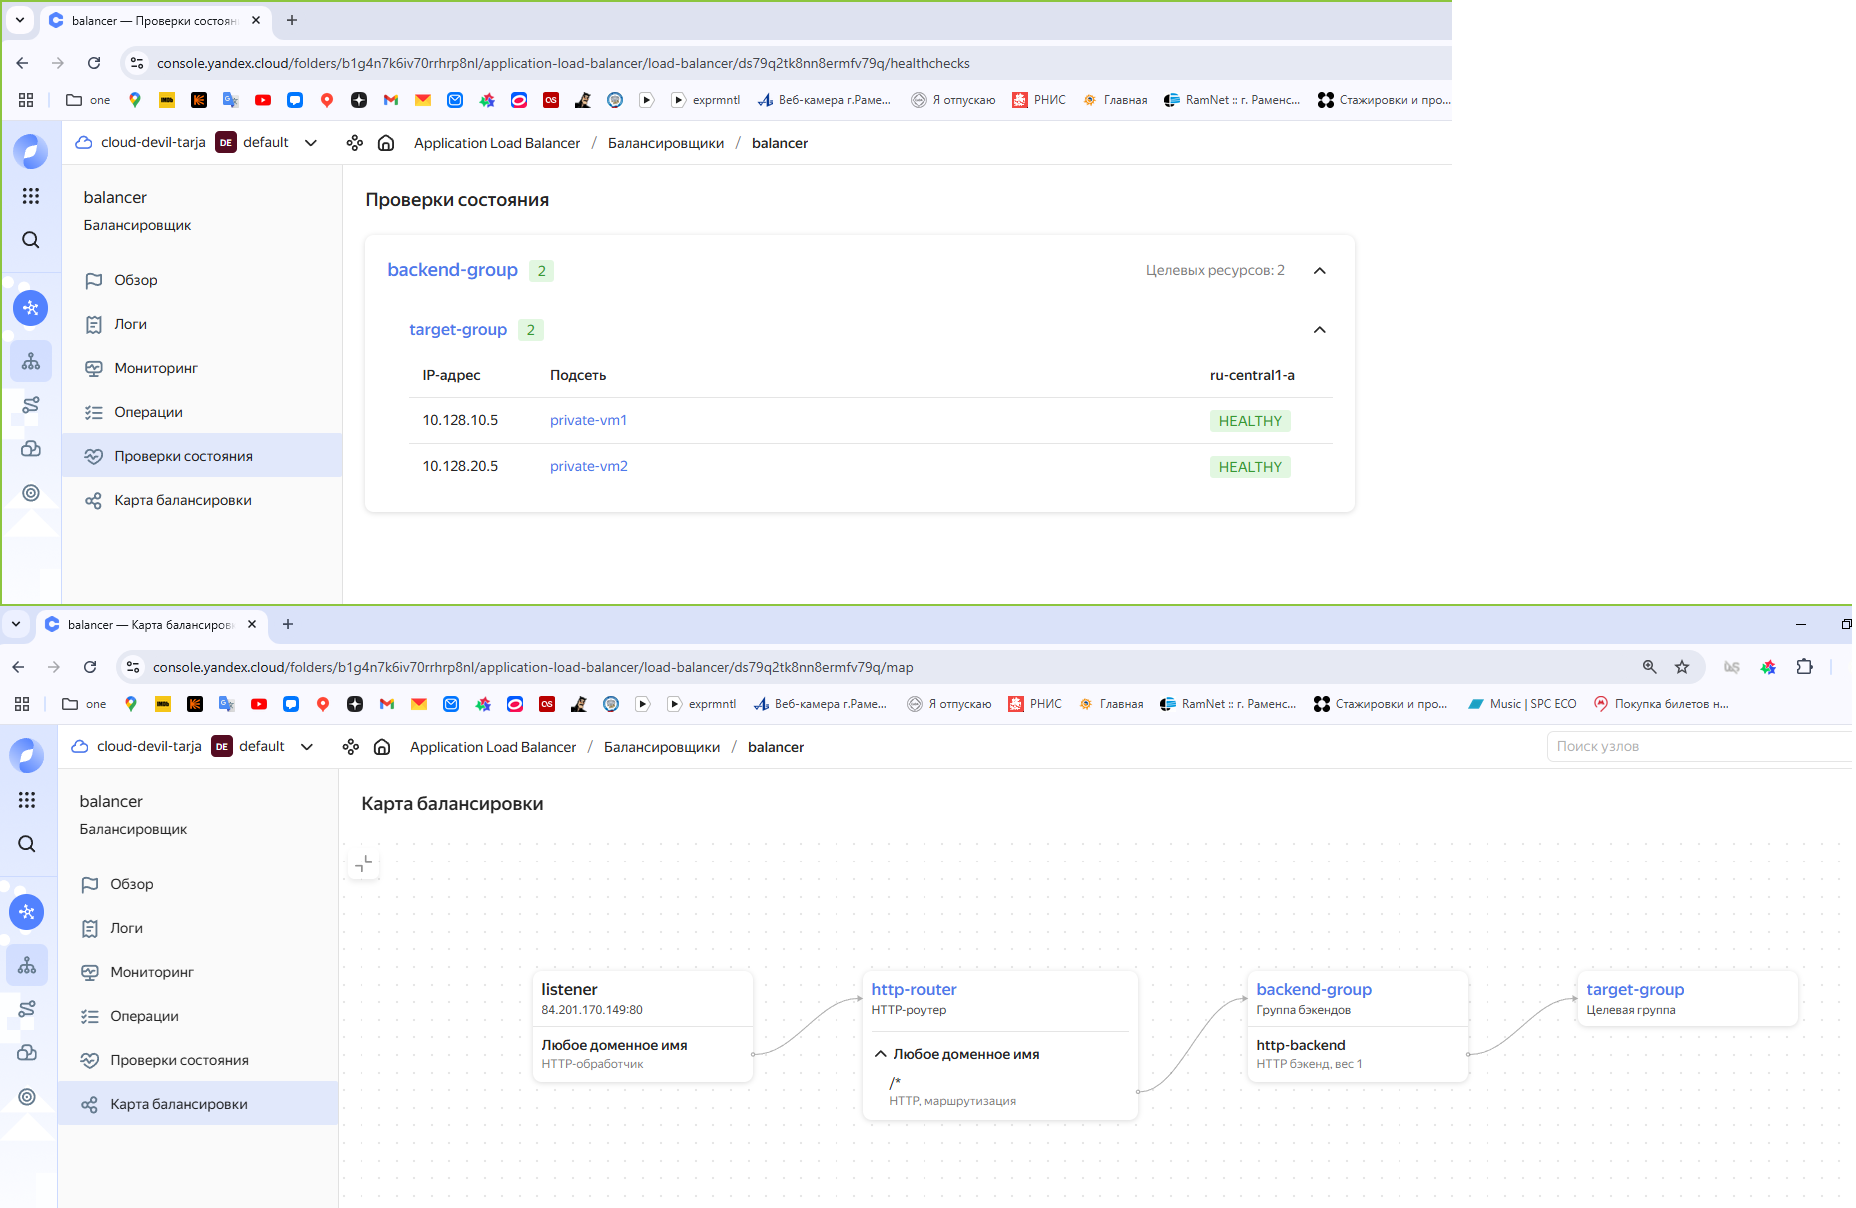 balancer — Проверки состоян
console.yandex.cloud/folders/b1g4n7k6iv70rrhrp8nl/application-load-balancer/load-balancer/ds79q2tk8nn8ermfv79q/healthchecks
one
exprmntl
Веб-камера г.Раме...
Я отпускаю
РНИС
Главная
RamNet :: г. Раменс...
Стажировки и про...
cloud-devil-tarja DE default
Application Load Balancer / Балансировщики / balancer
balancer
Балансировщик
Обзор
Логи
Мониторинг
Операции
Проверки состояния
Карта балансировки
Проверки состояния
backend-group 2
Целевых ресурсов: 2
target-group 2
IP-адрес Подсеть ru-central1-a
10.128.10.5 private-vm1 HEALTHY
10.128.20.5 private-vm2 HEALTHY
balancer — Карта балансиров
console.yandex.cloud/folders/b1g4n7k6iv70rrhrp8nl/application-load-balancer/load-balancer/ds79q2tk8nn8ermfv79q/map
one
exprmntl
Веб-камера г.Раме...
Я отпускаю
РНИС
Главная
RamNet :: г. Раменс...
Стажировки и про...
Music | SPC ECO
Покупка билетов н...
cloud-devil-tarja DE default
Application Load Balancer / Балансировщики / balancer
Поиск узлов
balancer
Балансировщик
Обзор
Логи
Мониторинг
Операции
Проверки состояния
Карта балансировки
Карта балансировки
listener
84.201.170.149:80
Любое доменное имя
HTTP-обработчик
http-router
HTTP-роутер
Любое доменное имя
/*
HTTP, маршрутизация
backend-group
Группа бэкендов
http-backend
HTTP бэкенд, вес 1
target-group
Целевая группа